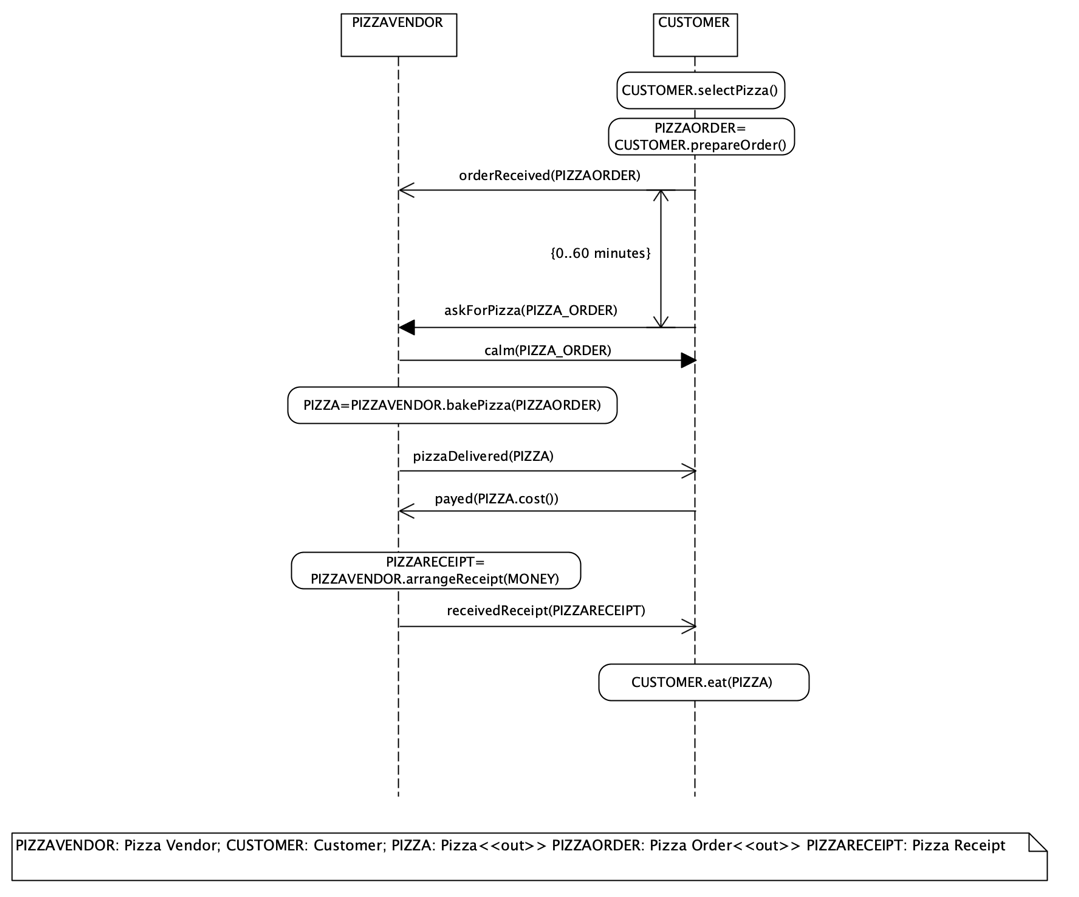 PIZZAVENDOR
CUSTOMER
CUSTOMER.selectPizza()
PIZZAORDER=
CUSTOMER.prepareOrder()
orderReceived(PIZZAORDER)
{0..60 minutes}
askForPizza(PIZZA_ORDER)
calm(PIZZA_ORDER)
PIZZA=PIZZAVENDOR.bakePizza(PIZZAORDER)
pizzaDelivered(PIZZA)
payed(PIZZA.cost())
PIZZARECEIPT=
PIZZAVENDOR.arrangeReceipt(MONEY)
receivedReceipt(PIZZARECEIPT)
CUSTOMER.eat(PIZZA)
PIZZAVENDOR: Pizza Vendor; CUSTOMER: Customer; PIZZA: Pizza<<out>> PIZZAORDER: Pizza Order<<out>> PIZZARECEIPT: Pizza Receipt